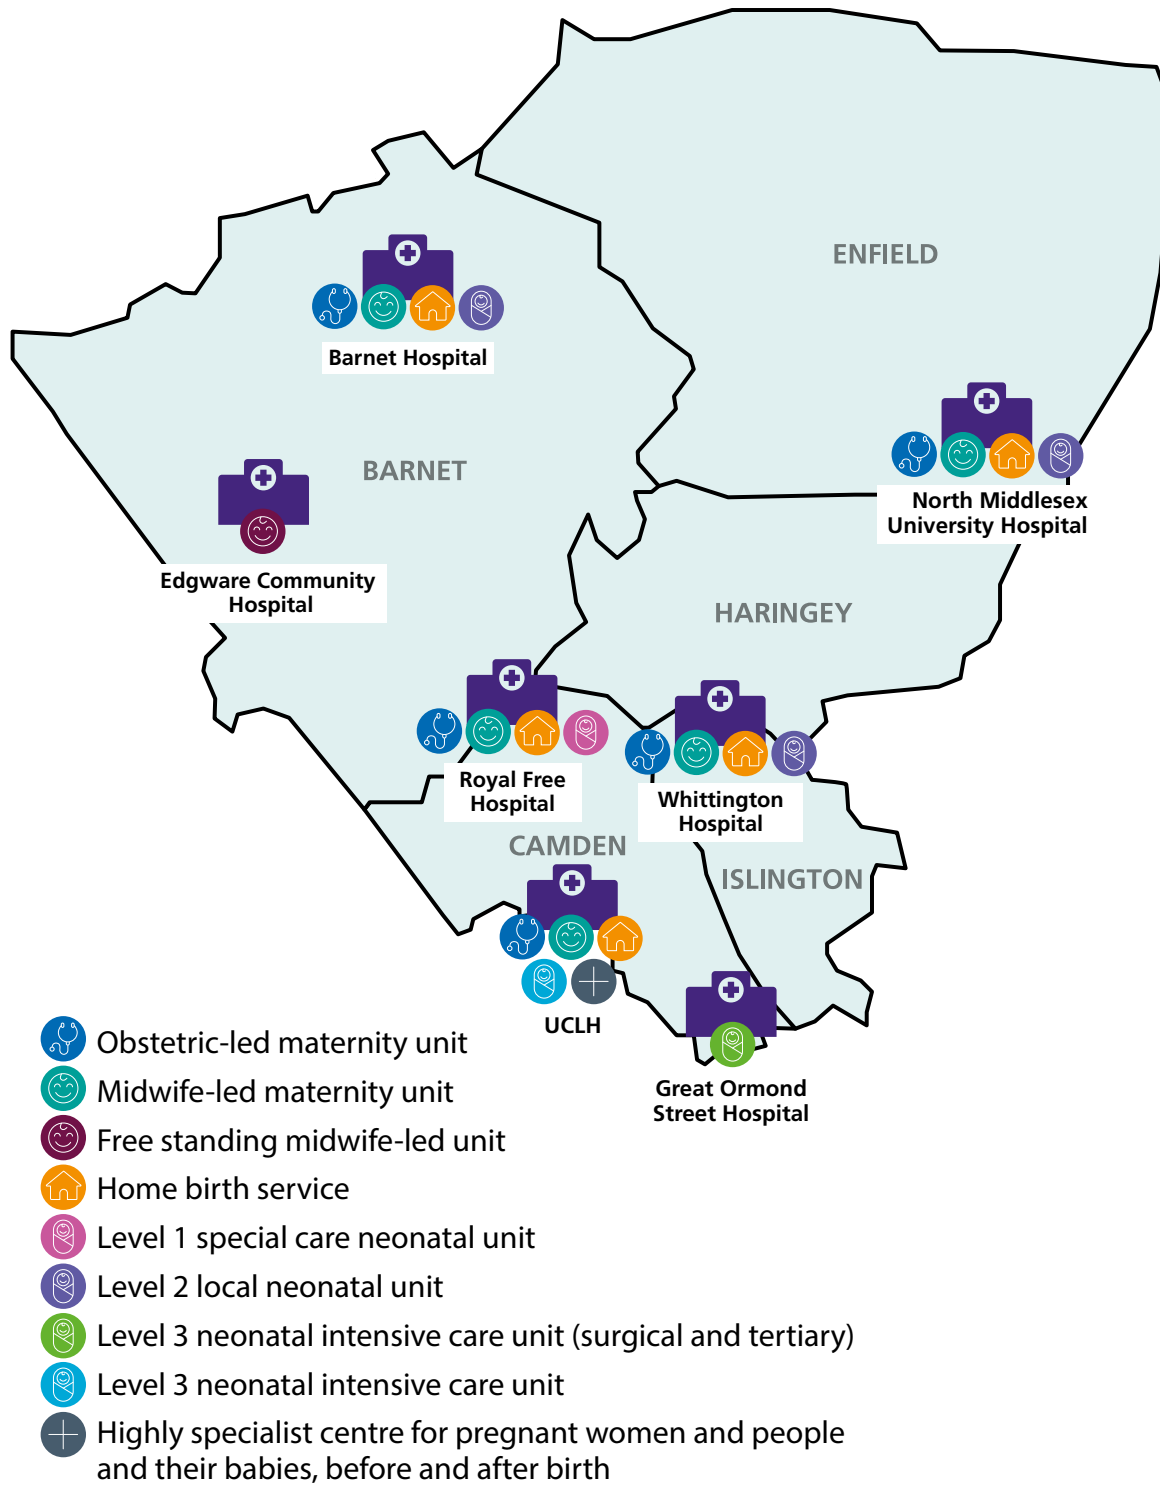 ENFIELD
Barnet Hospital
BARNET
North Middlesex
University Hospital
Edgware Community
Hospital
HARINGEY
Royal Free
Hospital
Whittington
Hospital
CAMDEN
ISLINGTON
UCLH
Great Ormond
Street Hospital
Obstetric-led maternity unit
Midwife-led maternity unit
Free standing midwife-led unit
Home birth service
Level 1 special care neonatal unit
Level 2 local neonatal unit
Level 3 neonatal intensive care unit (surgical and tertiary)
Level 3 neonatal intensive care unit
Highly specialist centre for pregnant women and people
and their babies, before and after birth